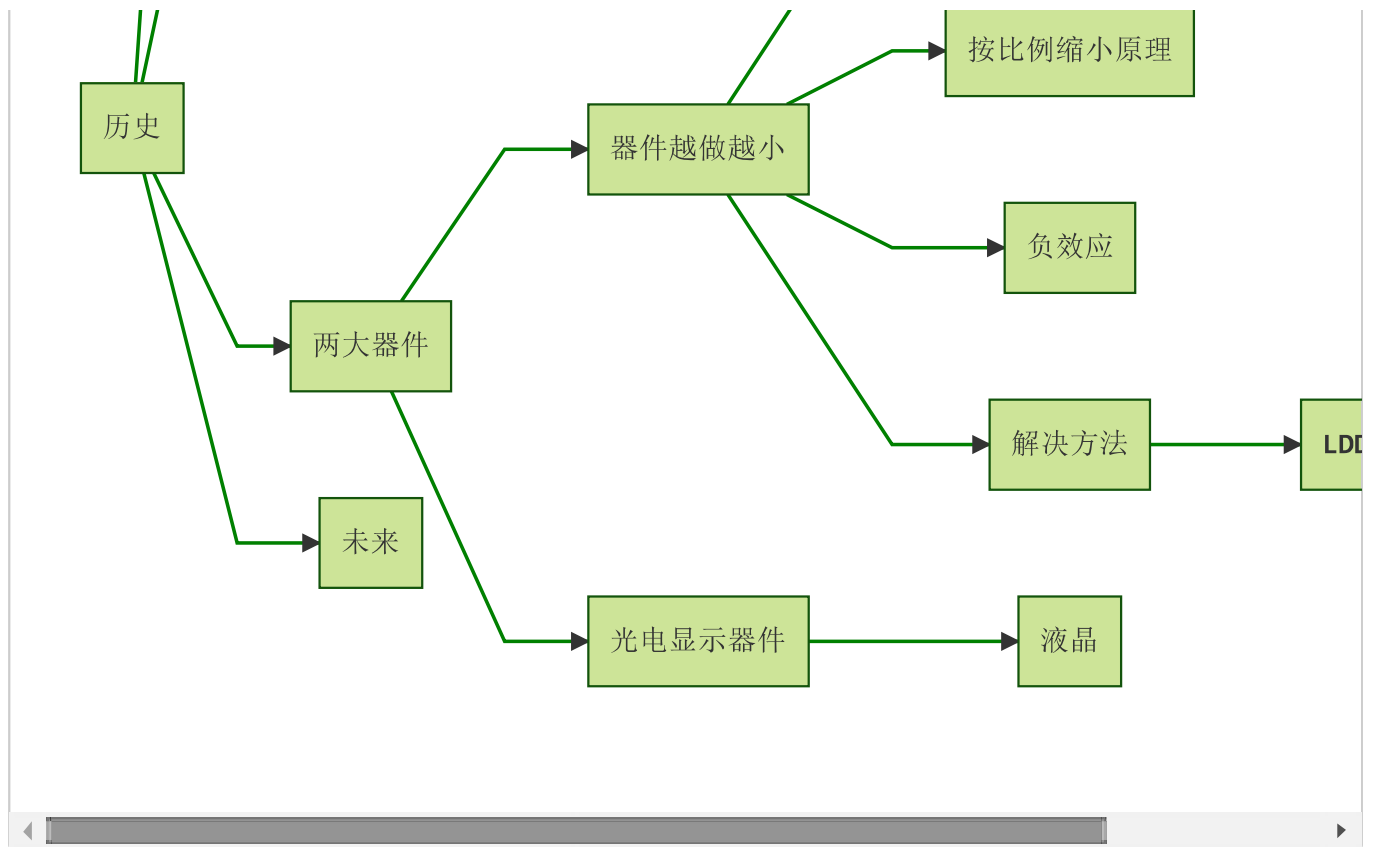 按比例缩小原理
历史
器件越做越小
负效应
两大器件
解决方法
LDD
未来
光电显示器件
液晶